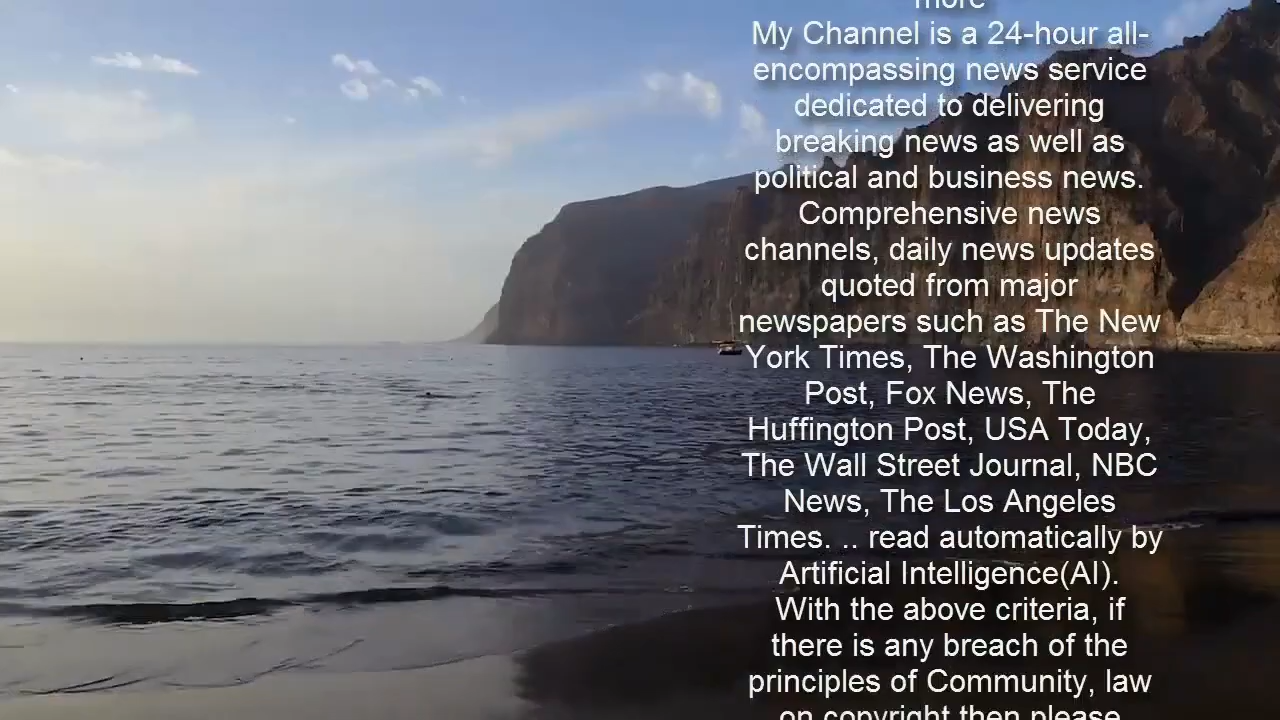 more
My Channel is a 24-hour all-
encompassing news service
dedicated to delivering
breaking news as well as
political and business news.
Comprehensive news
channels, daily news updates
quoted from major
newspapers such as The New
York Times, The Washington
Post, Fox News, The
Huffington Post, USA Today,
The Wall Street Journal, NBC
News, The Los Angeles
Times. .. read automatically by
Artificial Intelligence(AI).
With the above criteria, if
there is any breach of the
principles of Community, law
on copyright then please